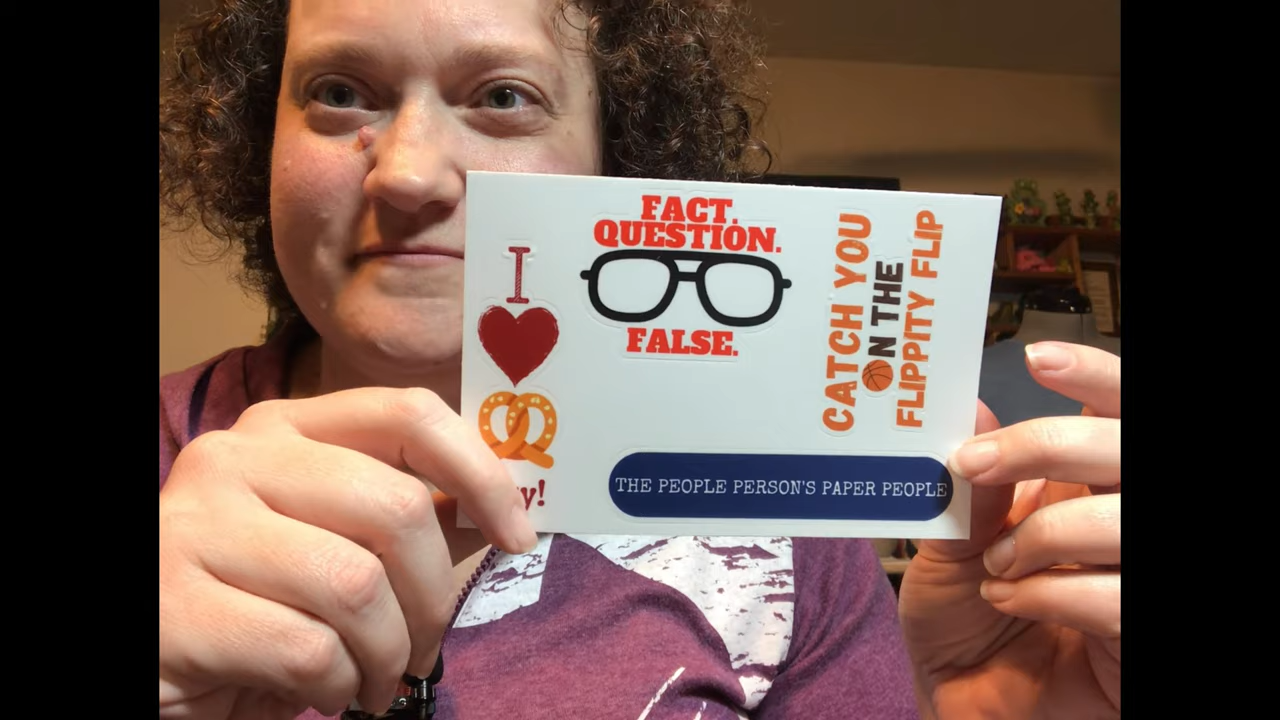 I
y!
FACT.
QUESTION.
FALSE.
CATCH YOU
ON THE
FLIPPITY FLIP
THE PEOPLE PERSON'S PAPER PEOPLE